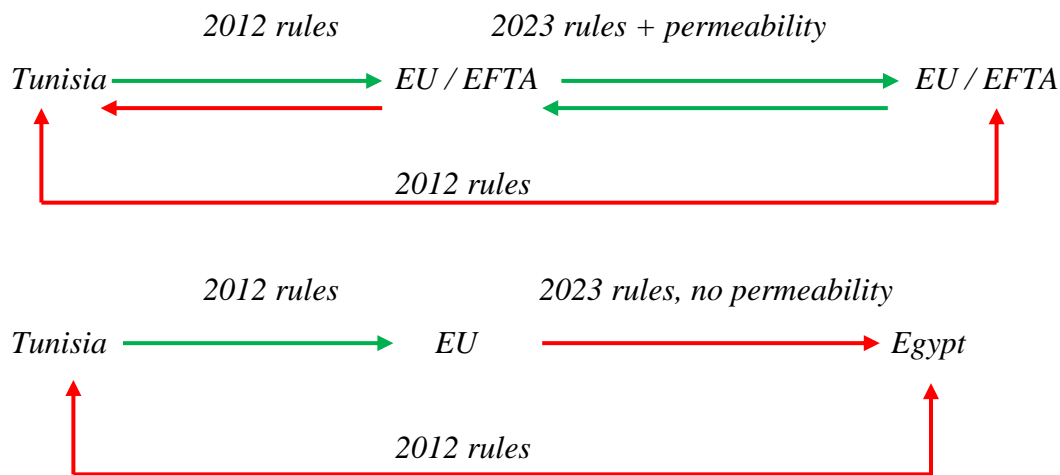 2012 rules 2023 rules + permeability
Tunisia EU / EFTA EU / EFTA
2012 rules
2012 rules 2023 rules, no permeability
Tunisia EU Egypt
2012 rules